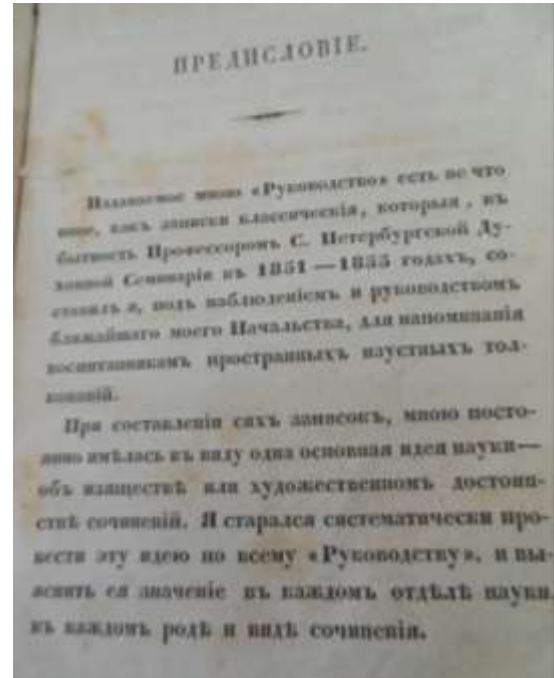 ПРЕДИСЛОВІЕ.
Издаваемое мною «Руководство» есть не что
иное, какъ записки классическія, которыя, въ
бытность Профессоромъ С. Петербургской Ду-
ховной Семинаріи въ 1851—1855 годахъ, со-
ставилъ я, подъ наблюденіемъ и руководствомъ
ближайшаго моего Начальства, для напоминанія
воспитанникамъ пространныхъ изустныхъ тол-
кованій.
При составленіи сихъ записокъ, мною посто-
янно имѣлась въ виду одна основная идея науки—
объ изяществѣ или художественномъ достоин-
ствѣ сочиненій. Я старался систематически про-
вести эту идею по всему «Руководству», и вы-
яснить ея значеніе въ каждомъ отдѣлѣ науки,
въ каждомъ родѣ и видѣ сочиненія.